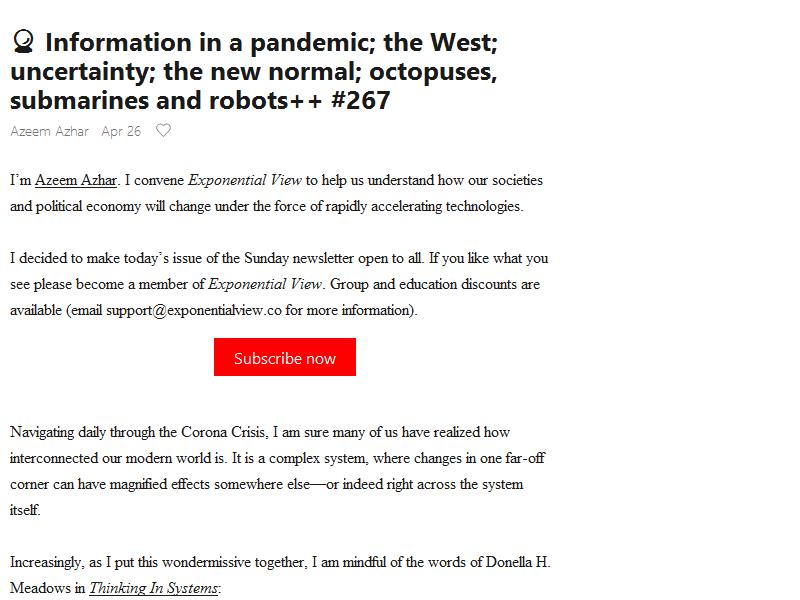 🔮 Information in a pandemic; the West;
uncertainty; the new normal; octopuses,
submarines and robots++ #267
Azeem Azhar Apr 26
I'm Azeem Azhar. I convene Exponential View to help us understand how our societies
and political economy will change under the force of rapidly accelerating technologies.
I decided to make today's issue of the Sunday newsletter open to all. If you like what you
see please become a member of Exponential View. Group and education discounts are
available (email support@exponentialview.co for more information).
Subscribe now
Navigating daily through the Corona Crisis, I am sure many of us have realized how
interconnected our modern world is. It is a complex system, where changes in one far-off
corner can have magnified effects somewhere else—or indeed right across the system
itself.
Increasingly, as I put this wondermissive together, I am mindful of the words of Donella H.
Meadows in Thinking In Systems: